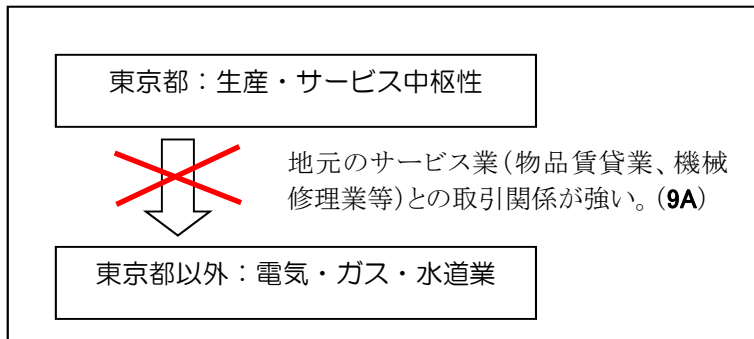 東京都：生産・サービス中枢性
地元のサービス業(物品賃貸業、機械
修理業等)との取引関係が強い。(9A)
東京都以外：電気・ガス・水道業